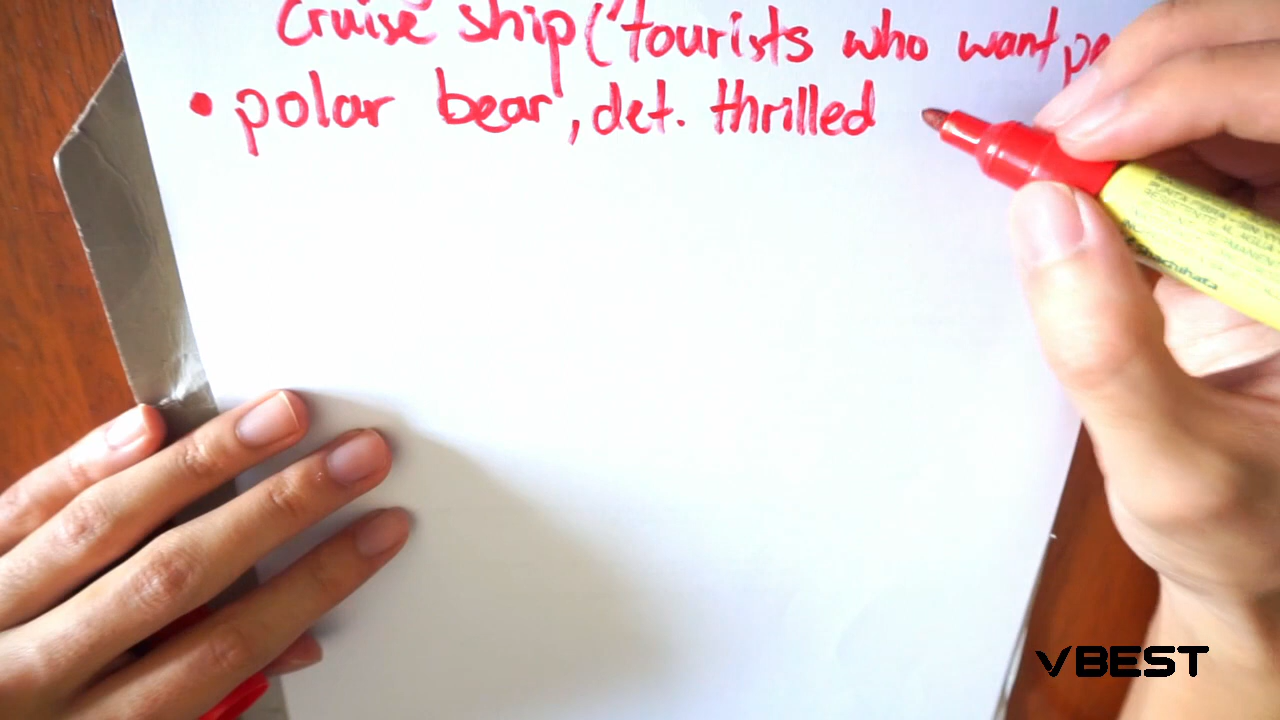 cruise ship ("tourists who want
• polar bear", det. thrilled
VBEST